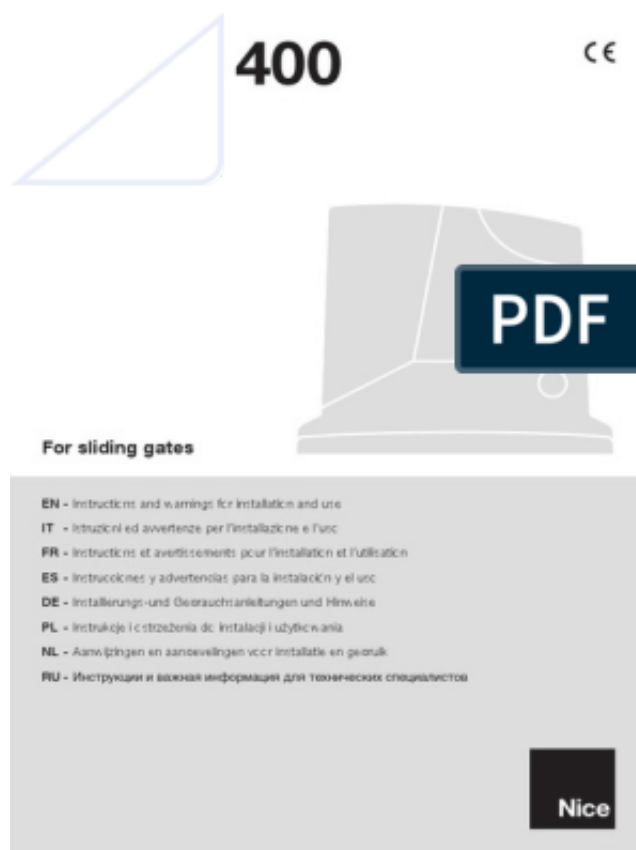 400
CE
PDF
For sliding gates
EN - Instructions and warnings for installation and use
IT - Istruzioni ed avvertenze per l'installazione e l'uso
FR - Instructions et avertissements pour l'installation et l'utilisation
ES - Instrucciones y advertencias para la instalación y el uso
DE - Installierungs-und Gebrauchsanleitungen und Hinweise
PL - Instrukcje i ostrzeżenia do instalacji i użytkowania
NL - Aanwijzingen en aanbevelingen voor installatie en gebruik
RU - Инструкции и важная информация для технических специалистов
Nice